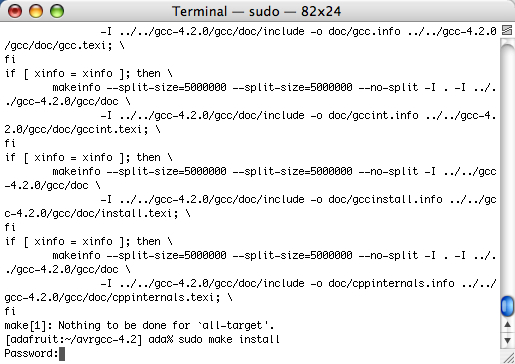 Terminal — sudo — 82x24
-I ../../gcc-4.2.0/gcc/doc/include -o doc/gcc.info ../../gcc-4.2.0
/gcc/doc/gcc.texi; \
fi
if [ xinfo = xinfo ]; then \
makeinfo --split-size=5000000 --split-size=5000000 --no-split -I . -I ../.
./gcc-4.2.0/gcc/doc \
-I ../../gcc-4.2.0/gcc/doc/include -o doc/gccint.info ../../gcc-4.
2.0/gcc/doc/gccint.texi; \
fi
if [ xinfo = xinfo ]; then \
makeinfo --split-size=5000000 --split-size=5000000 --no-split -I ../../gcc
-4.2.0/gcc/doc \
-I ../../gcc-4.2.0/gcc/doc/include -o doc/gccinstall.info ../../gc
c-4.2.0/gcc/doc/install.texi; \
fi
if [ xinfo = xinfo ]; then \
makeinfo --split-size=5000000 --split-size=5000000 --no-split -I . -I ../.
./gcc-4.2.0/gcc/doc \
-I ../../gcc-4.2.0/gcc/doc/include -o doc/cppinternals.info ../../
gcc-4.2.0/gcc/doc/cppinternals.texi; \
fi
make[1]: Nothing to be done for `all-target'.
[adafruit:~/avrgcc-4.2] ada% sudo make install
Password: